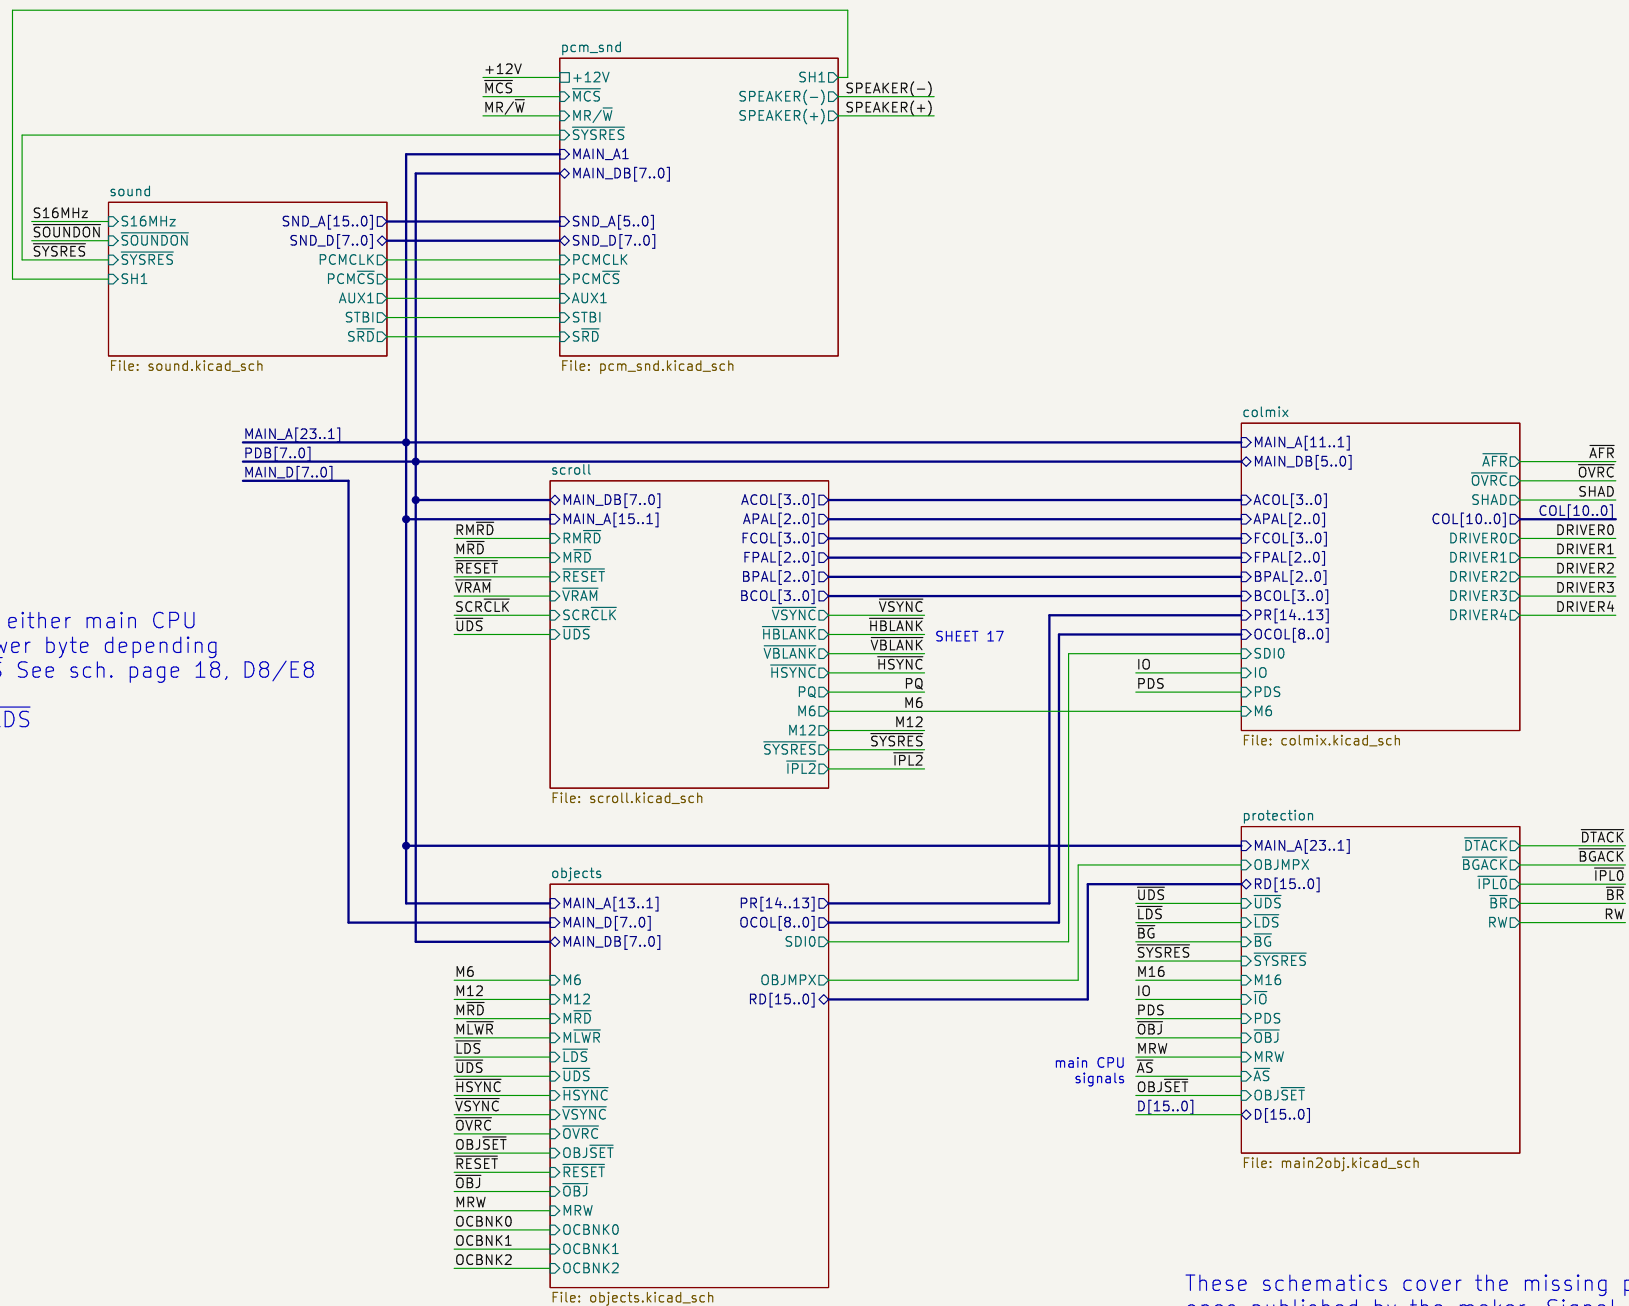 pcm_snd
+12V
MCS
MR/W
+12V
MCS
MR/W
SYSRES
MAIN_A1
MAIN_DB[7..0]
SND_A[5..0]
SND_D[7..0]
PCMCLK
PCMCS
AUX1
STBI
SRD
SH1
SPEAKER(-)
SPEAKER(+)
SPEAKER(-)
SPEAKER(+)
File: pcm_snd.kicad_sch
sound
S16MHz
SOUNDON
SYSRES
S16MHz
SOUNDON
SYSRES
SH1
SND_A[15..0]
SND_D[7..0]
PCMCLK
PCMCS
AUX1
STBI
SRD
File: sound.kicad_sch
MAIN_A[23..1]
PDB[7..0]
MAIN_D[7..0]
scroll
RMRD
MRD
RESET
VRAM
SCRCLK
UDS
MAIN_DB[7..0]
MAIN_A[15..1]
RMRD
MRD
RESET
VRAM
SCRCLK
UDS
ACOL[3..0]
APAL[2..0]
FCOL[3..0]
FPAL[2..0]
BPAL[2..0]
BCOL[3..0]
VSYNC
HBLANK
VBLANK
HSYNC
PQ
M6
M12
SYSRES
IPL2
VSYNC
HBLANK
VBLANK
HSYNC
PQ
M6
M12
SYSRES
IPL2
SHEET 17
File: scroll.kicad_sch
colmix
MAIN_A[11..1]
MAIN_DB[5..0]
ACOL[3..0]
APAL[2..0]
FCOL[3..0]
FPAL[2..0]
BPAL[2..0]
BCOL[3..0]
PR[14..13]
OCOL[8..0]
SDI0
IO
PDS
M6
IO
PDS
AFR
OVRC
SHAD
COL[10..0]
DRIVER0
DRIVER1
DRIVER2
DRIVER3
DRIVER4
AFR
OVRC
SHAD
COL[10..0]
DRIVER0
DRIVER1
DRIVER2
DRIVER3
DRIVER4
File: colmix.kicad_sch
either main CPU
wer byte depending
See sch. page 18, D8/E8
DS
objects
MAIN_A[13..1]
MAIN_D[7..0]
MAIN_DB[7..0]
M6
M12
MRD
MLWR
LDS
UDS
HSYNC
VSYNC
OVRC
OBJSET
RESET
OBJ
MRW
OCBNK0
OCBNK1
OCBNK2
M6
M12
MRD
MLWR
LDS
UDS
HSYNC
VSYNC
OVRC
OBJSET
RESET
OBJ
MRW
OCBNK0
OCBNK1
OCBNK2
PR[14..13]
OCOL[8..0]
SDI0
OBJMPX
RD[15..0]
File: objects.kicad_sch
protection
MAIN_A[23..1]
OBJMPX
RD[15..0]
UDS
LDS
BG
SYSRES
M16
IO
PDS
OBJ
MRW
AS
OBJSET
D[15..0]
UDS
LDS
BG
SYSRES
M16
IO
PDS
OBJ
MRW
AS
OBJSET
D[15..0]
main CPU
signals
DTACK
BGACK
IPL0
BR
RW
DTACK
BGACK
IPL0
BR
RW
File: main2obj.kicad_sch
These schematics cover the missing